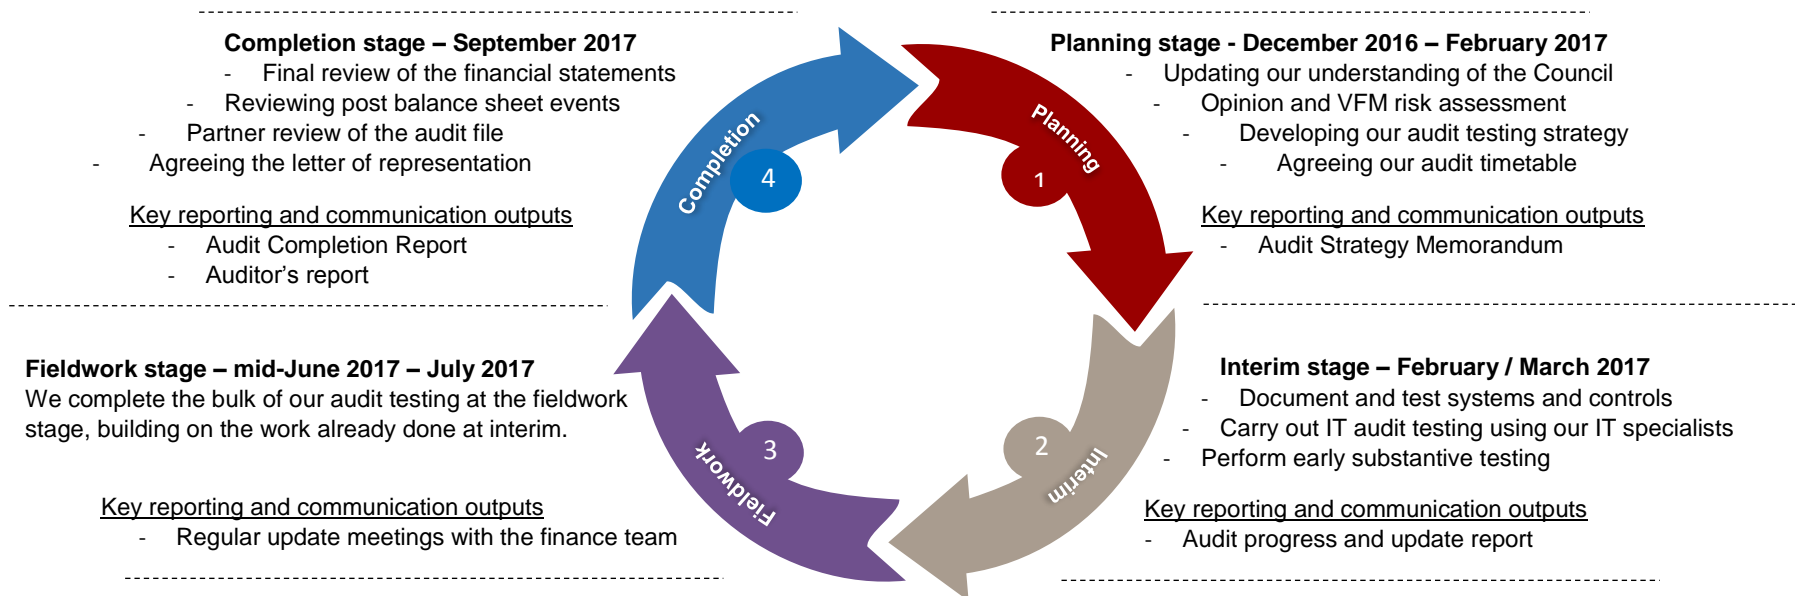 Completion stage – September 2017
- Final review of the financial statements
- Reviewing post balance sheet events
- Partner review of the audit file
- Agreeing the letter of representation
Key reporting and communication outputs
- Audit Completion Report
- Auditor’s report
Planning stage - December 2016 – February 2017
- Updating our understanding of the Council
- Opinion and VFM risk assessment
- Developing our audit testing strategy
- Agreeing our audit timetable
Key reporting and communication outputs
- Audit Strategy Memorandum
Completion
4
Planning
1
Fieldwork stage – mid-June 2017 – July 2017
We complete the bulk of our audit testing at the fieldwork
stage, building on the work already done at interim.
Key reporting and communication outputs
- Regular update meetings with the finance team
Fieldwork
3
Interim
2
Interim stage – February / March 2017
- Document and test systems and controls
- Carry out IT audit testing using our IT specialists
- Perform early substantive testing
Key reporting and communication outputs
- Audit progress and update report